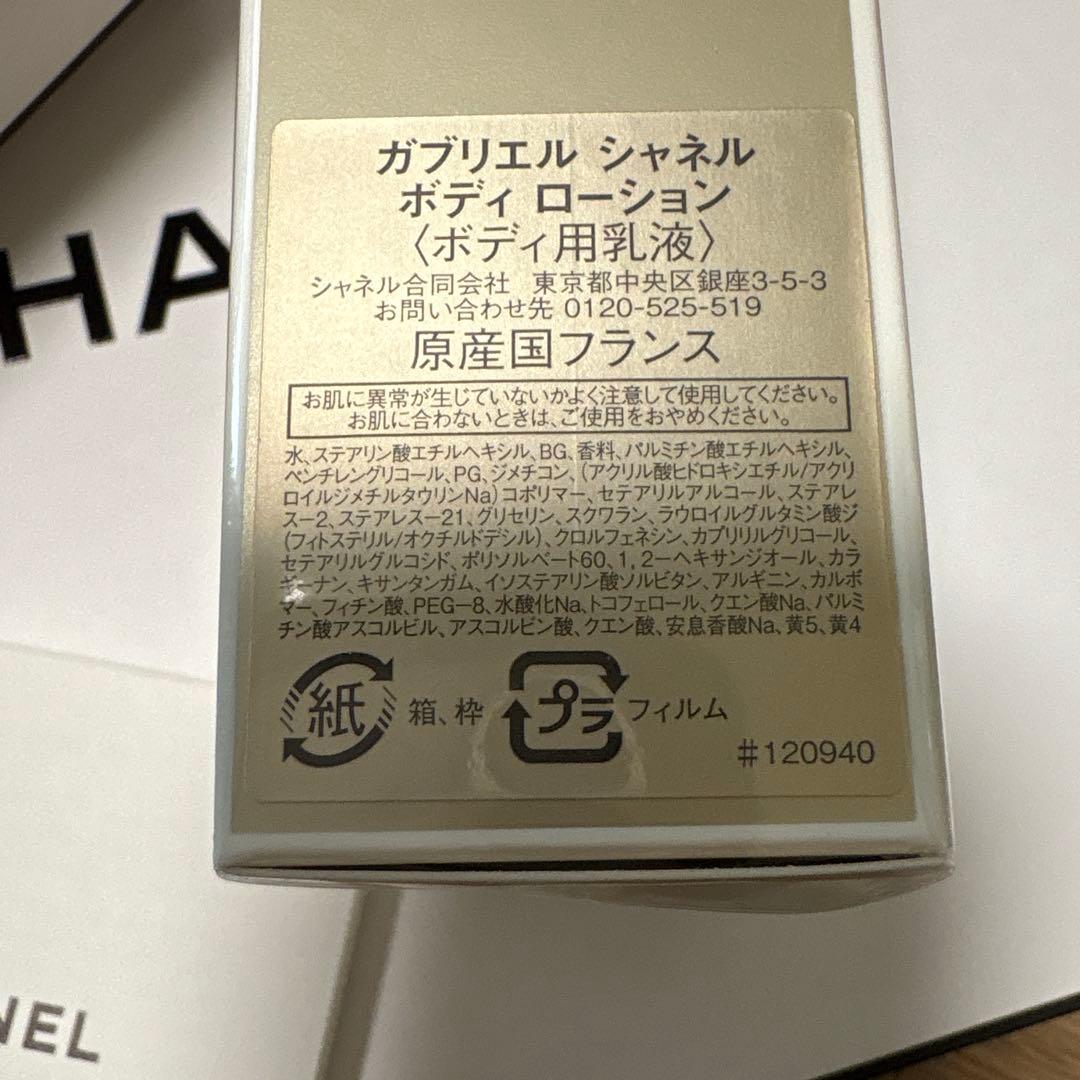 HA
ガブリエル シャネル
ボディ ローション
〈ボディ用乳液〉
シャネル合同会社 東京都中央区銀座3-5-3
お問い合わせ先 0120-525-519
原産国フランス
お肌に異常が生じていないかよく注意して使用してください。
お肌に合わないときは、ご使用をおやめください。
水、ステアリン酸エチルヘキシル、BG、香料、パルミチン酸エチルヘキシル、
ペンチレングリコール、PG、ジメチコン、(アクリル酸ヒドロキシエチル/アクリ
ロイルジメチルタウリンNa)コポリマー、セテアリルアルコール、ステアレ
スー2、ステアレスー21、グリセリン、スクワラン、ラウロイルグルタミン酸ジ
(フィトステリル/オクチルドデシル)、クロルフェネシン、カプリリルグリコール、
セテアリルグルコシド、ポリソルベート60、1, 2ーヘキサンジオール、カラ
ギーナン、キサンタンガム、イソステアリン酸ソルビタン、アルギニン、カルボ
マー、フィチン酸、PEGー8、水酸化Na、トコフェロール、クエン酸Na、パルミ
チン酸アスコルビル、アスコルビン酸、クエン酸、安息香酸Na、黄5、黄4
紙 箱、枠 プラ フィルム
#120940
NEL